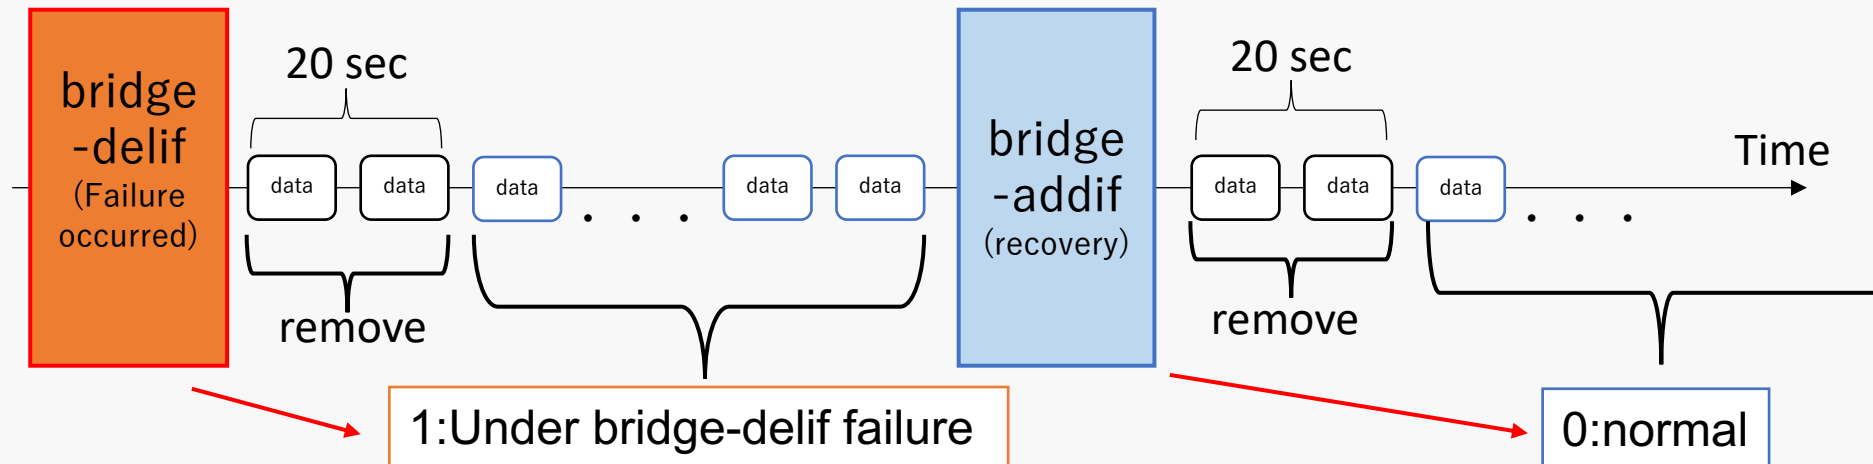 bridge
-delif
(Failure
occurred)
20 sec
data
data
data
. . .
data
data
remove
1:Under bridge-delif failure
bridge
-addif
(recovery)
20 sec
data
data
data
. . .
remove
Time
0:normal